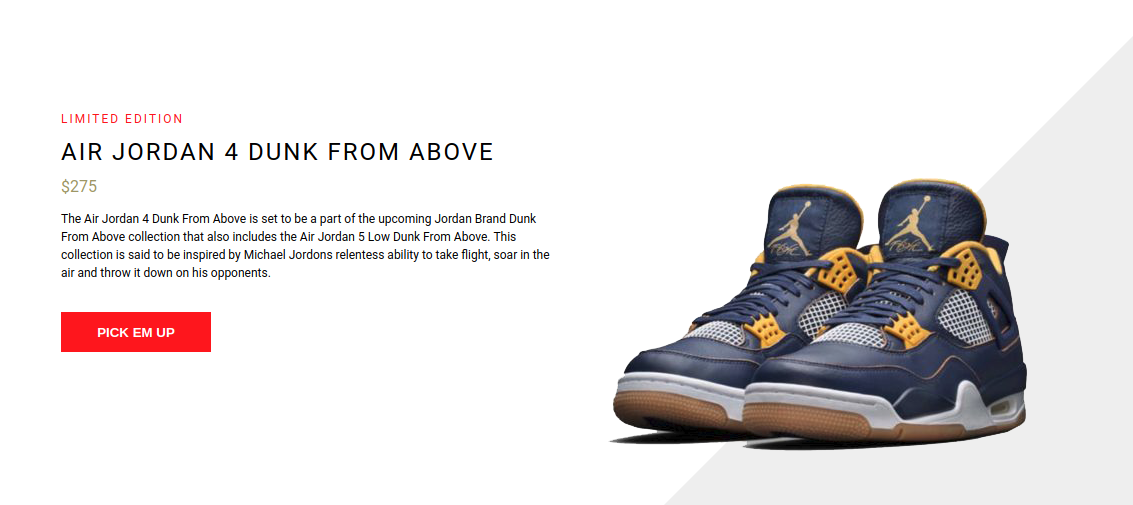 LIMITED EDITION
AIR JORDAN 4 DUNK FROM ABOVE
$275
The Air Jordan 4 Dunk From Above is set to be a part of the upcoming Jordan Brand Dunk
From Above collection that also includes the Air Jordan 5 Low Dunk From Above. This
collection is said to be inspired by Michael Jordons relentess ability to take flight, soar in the
air and throw it down on his opponents.
PICK EM UP